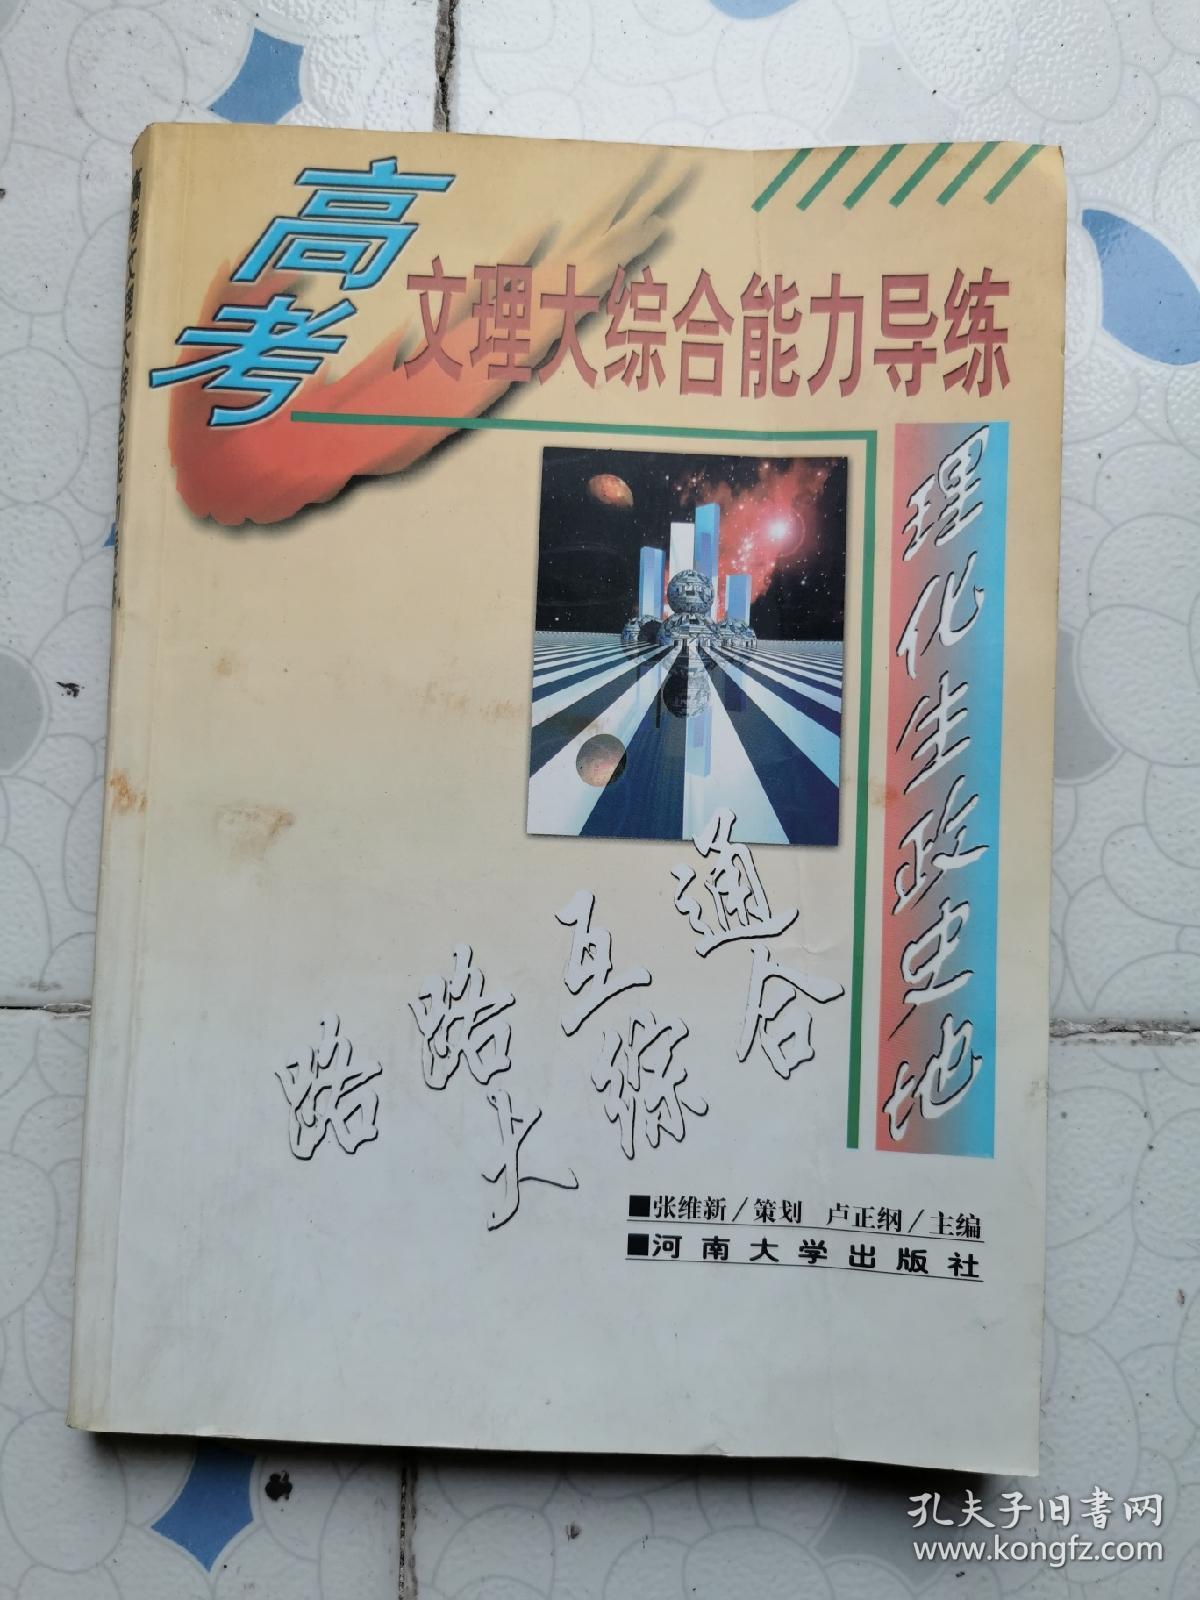 高考
文理大综合能力导练
理化生政史地
路路互通
大综合
■张维新/策划 卢正纲/主编
■河南大学出版社
孔夫子旧书网
www.kongfz.com